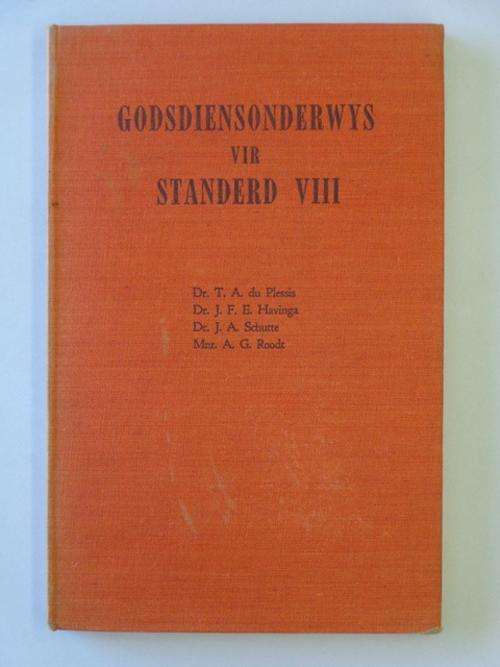 GODSDIENSONDERWYS
VIR
STANDERD VIII
Dr. T. A. du Plessis
Dr. J. F. E. Havinga
Dr. J. A. Schutte
Mnr. A. G. Roodt